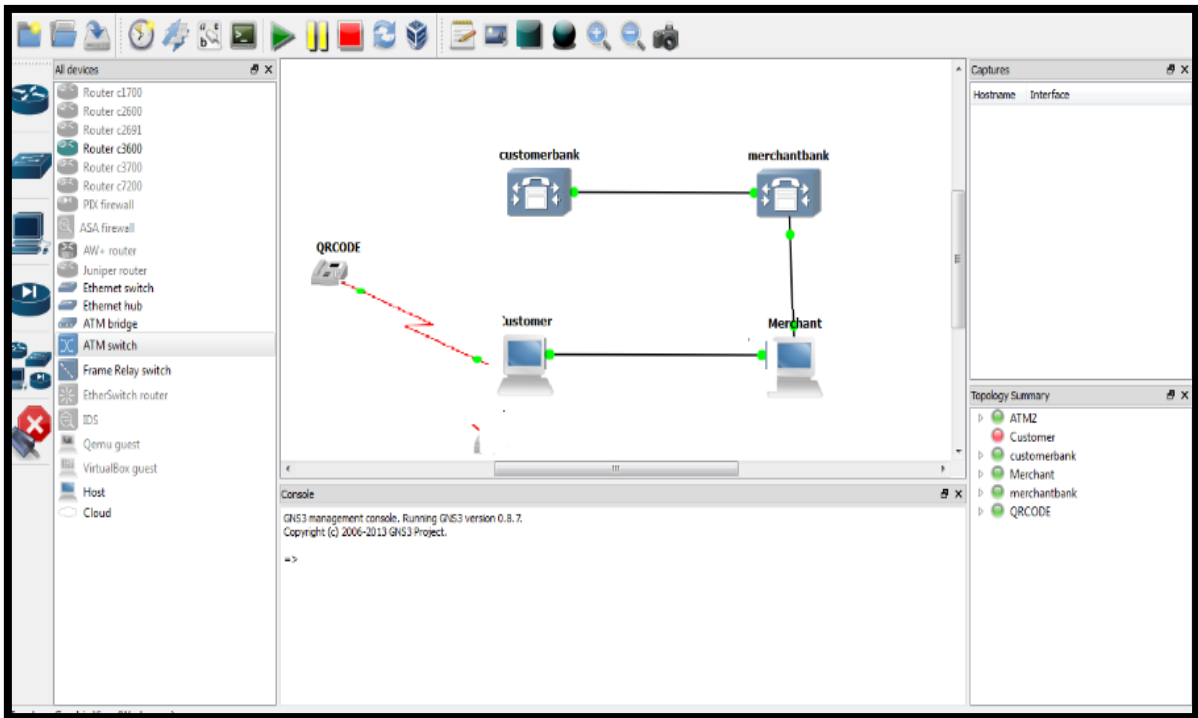 All devices
Router c1700
Router c2600
Router c2691
Router c3600
Router c3700
Router c7200
PIX firewall
ASA firewall
AW+ router
Juniper router
Ethernet switch
Ethernet hub
ATM bridge
ATM switch
Frame Relay switch
EtherSwitch router
IDS
Qemu guest
VirtualBox guest
Host
Cloud
customerbank
merchantbank
QRCODE
Customer
Merchant
Console
GNS3 management console. Running GNS3 version 0.8.7.
Copyright (c) 2006-2013 GNS3 Project.
=>
Captures
Hostname Interface
Topology Summary
ATM2
Customer
customerbank
Merchant
merchantbank
QRCODE